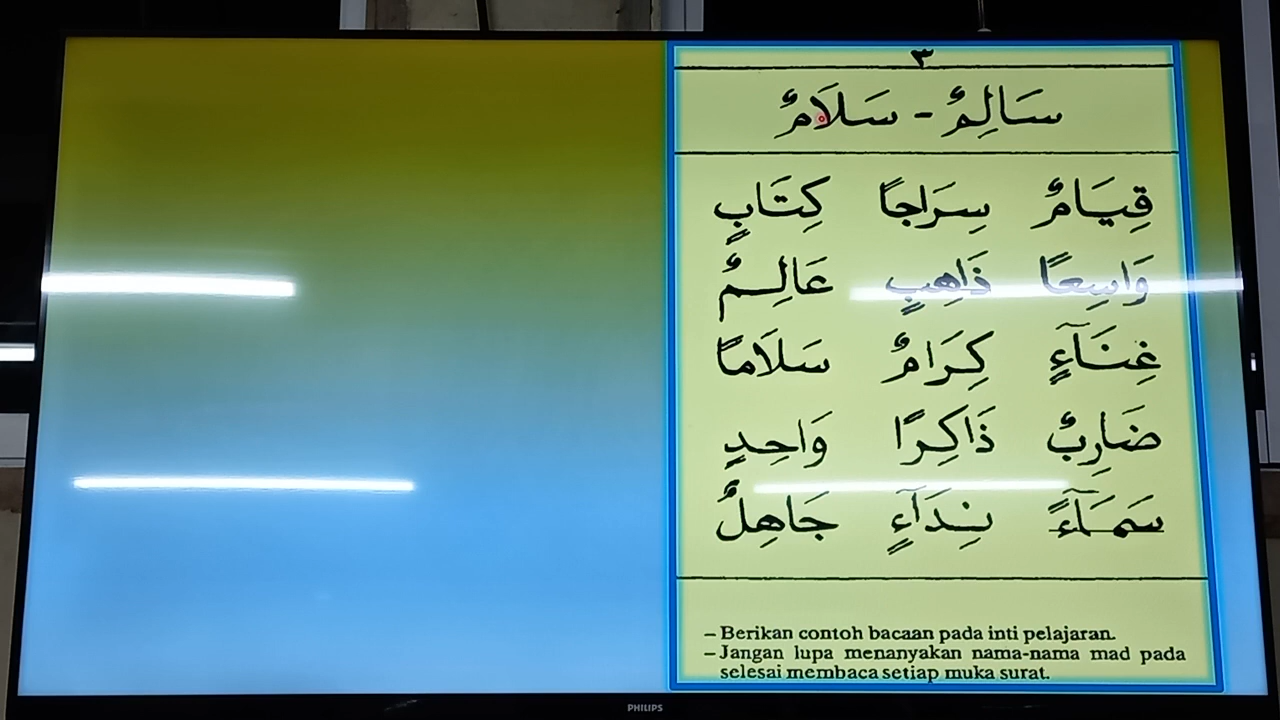 ٣
سَالِمٌ - سَلَامٌ
قِيَامٌ سِرَاجًا كِتَابٍ
وَاسِعًا ذَاهِبٍ عَالِمٌ
غِنَآءٍ كِرَامٌ سَلَامًا
ضَارِبٌ ذَاكِرًا وَاحِدٍ
سَمَآءً نِدَآءٍ جَاهِلٌ
– Berikan contoh bacaan pada inti pelajaran.
– Jangan lupa menanyakan nama-nama mad pada
selesai membaca setiap muka surat.
PHILIPS